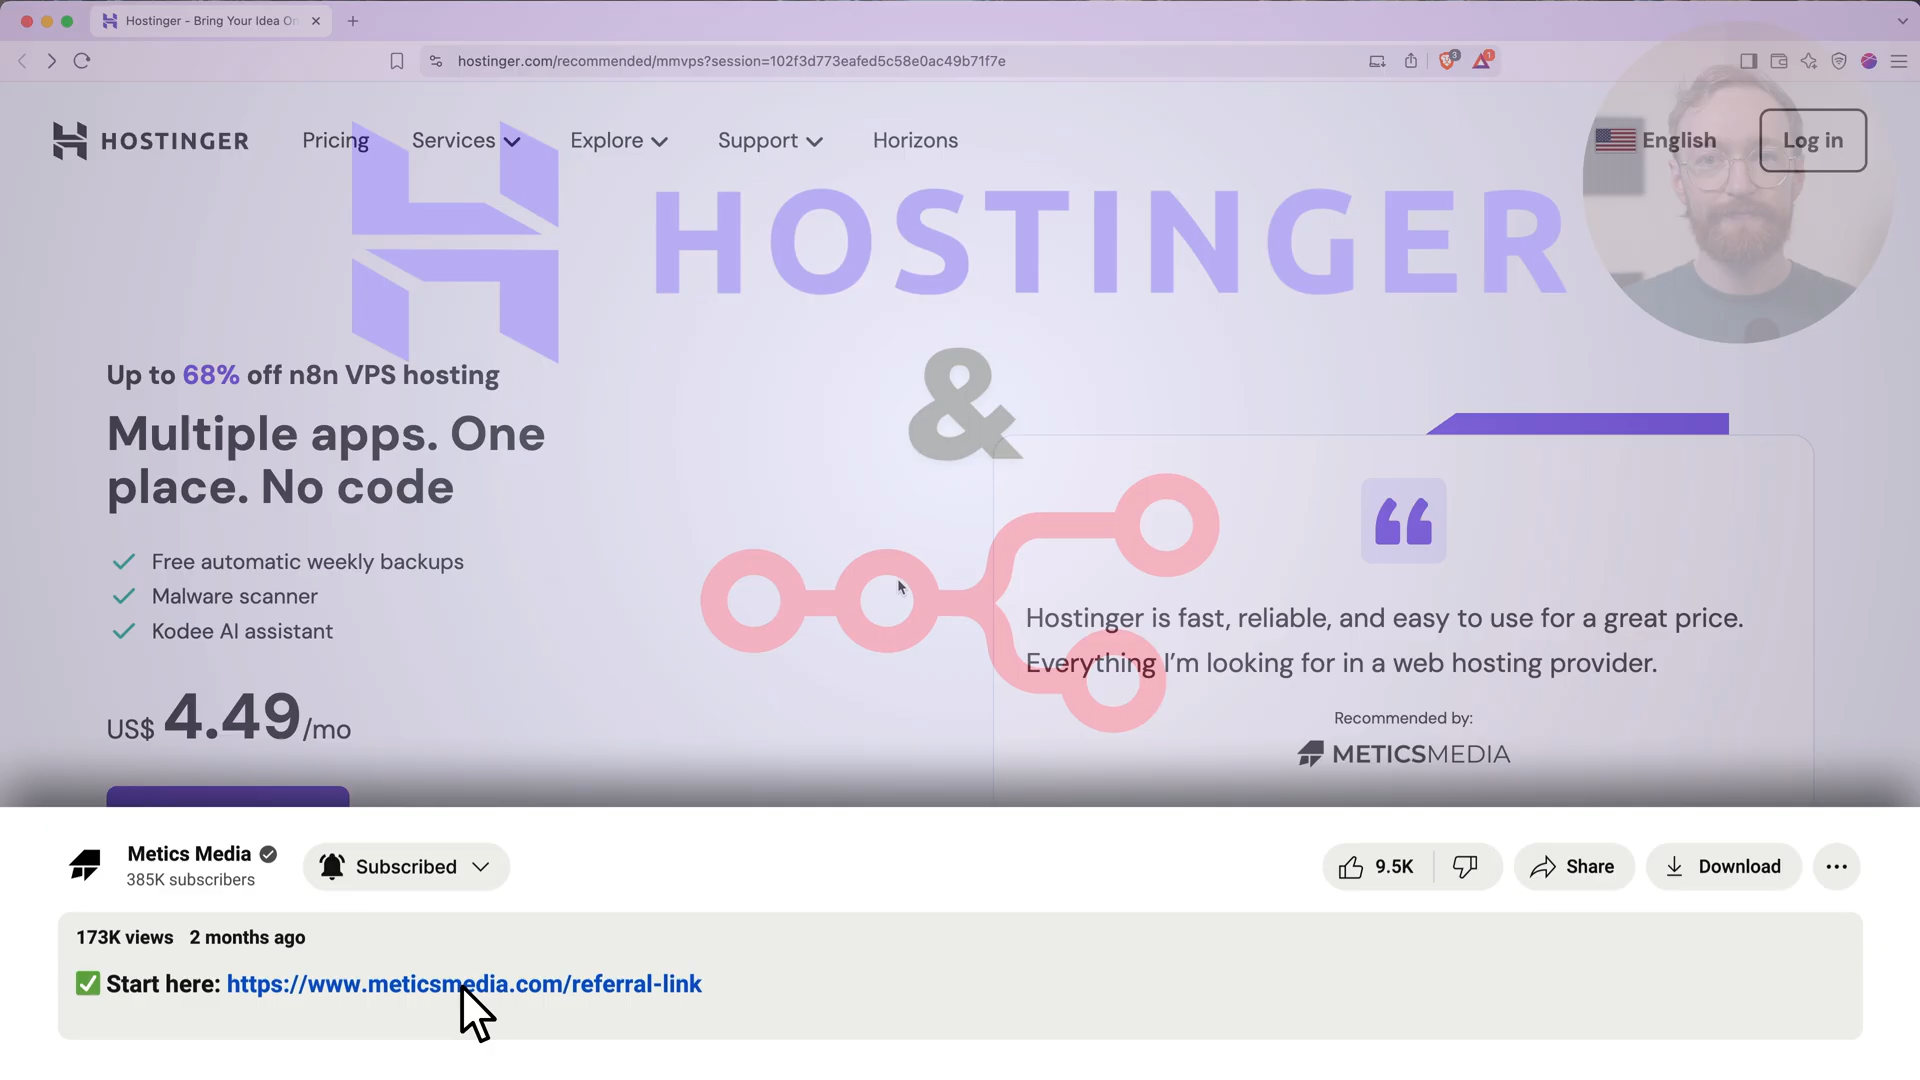 Hostinger - Bring Your Idea On
hostinger.com/recommended/mmvps?session=102f3d773eafed5c58e0ac49b71f7e
3
1
HOSTINGER
Pricing
Services
Explore
Support
Horizons
English
Log in
HOSTINGER
&
Up to 68% off n8n VPS hosting
Multiple apps. One
place. No code
Free automatic weekly backups
Malware scanner
Kodee AI assistant
US$ 4.49/mo
Hostinger is fast, reliable, and easy to use for a great price.
Everything I'm looking for in a web hosting provider.
Recommended by:
METICSMEDIA
Metics Media
385K subscribers
Subscribed
9.5K
Share
Download
173K views 2 months ago
Start here: https://www.meticsmedia.com/referral-link